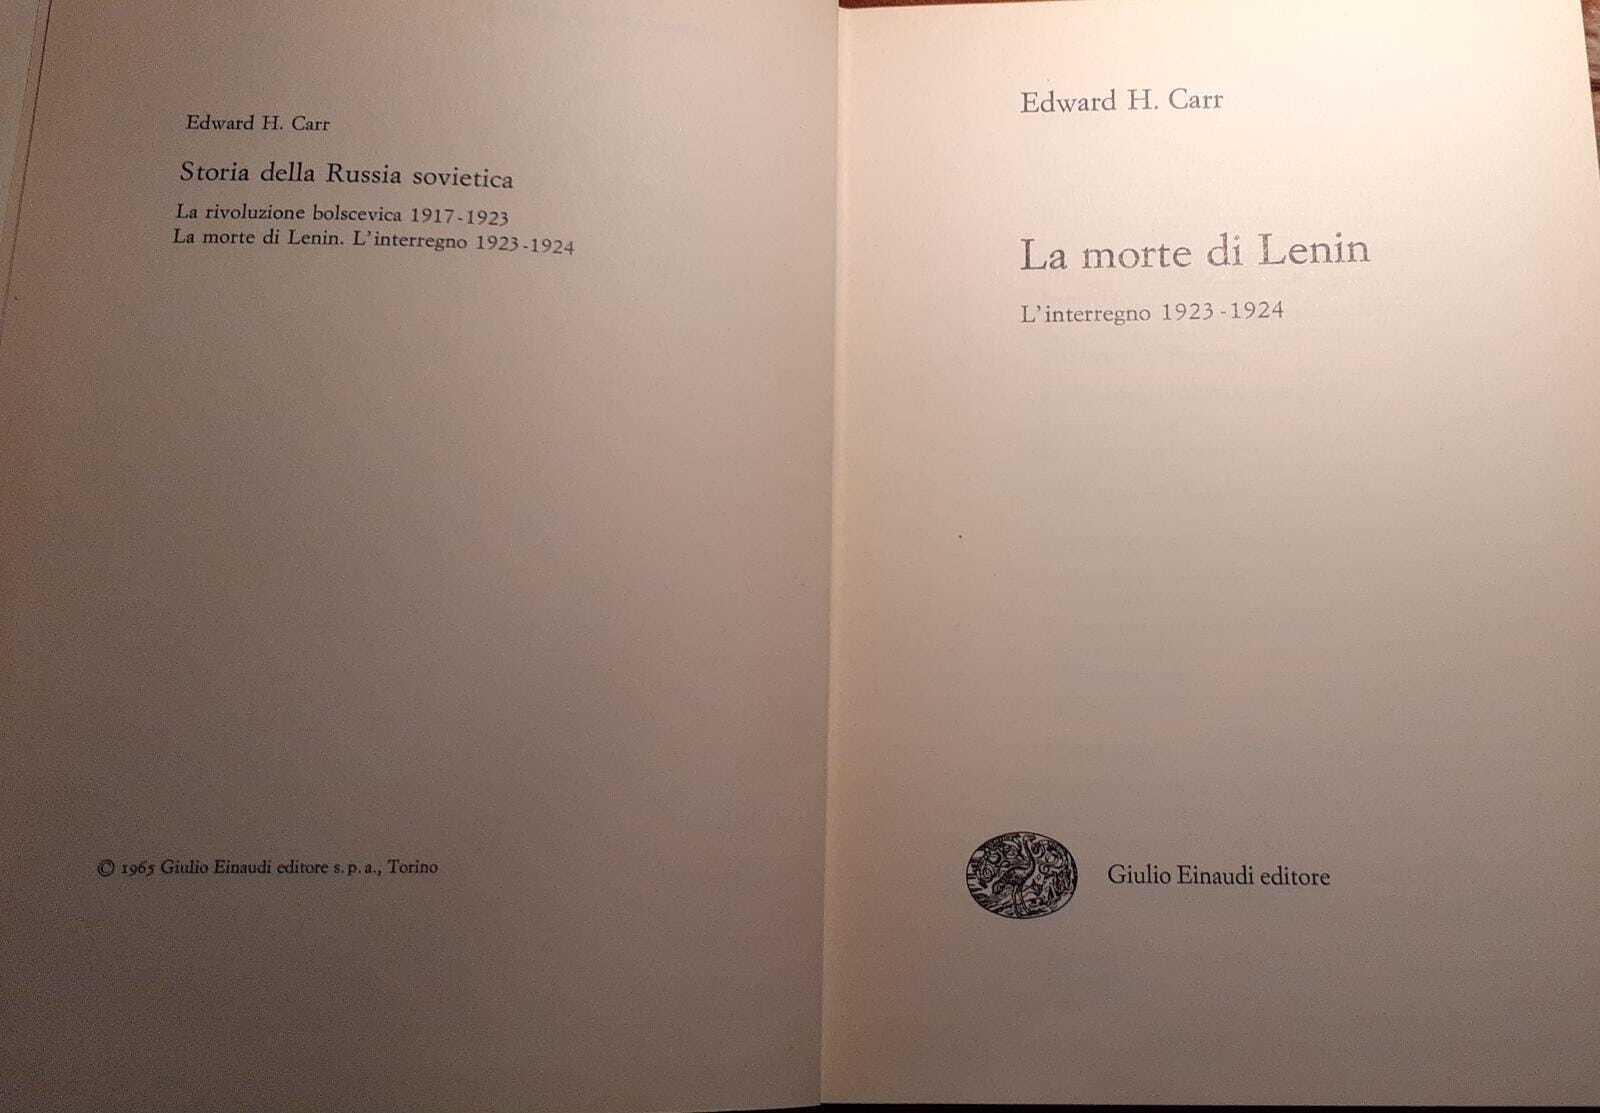 Edward H. Carr
Storia della Russia sovietica
La rivoluzione bolscevica 1917-1923
La morte di Lenin. L'interregno 1923-1924
© 1965 Giulio Einaudi editore s.p.a., Torino
Edward H. Carr
La morte di Lenin
L'interregno 1923-1924
Giulio Einaudi editore